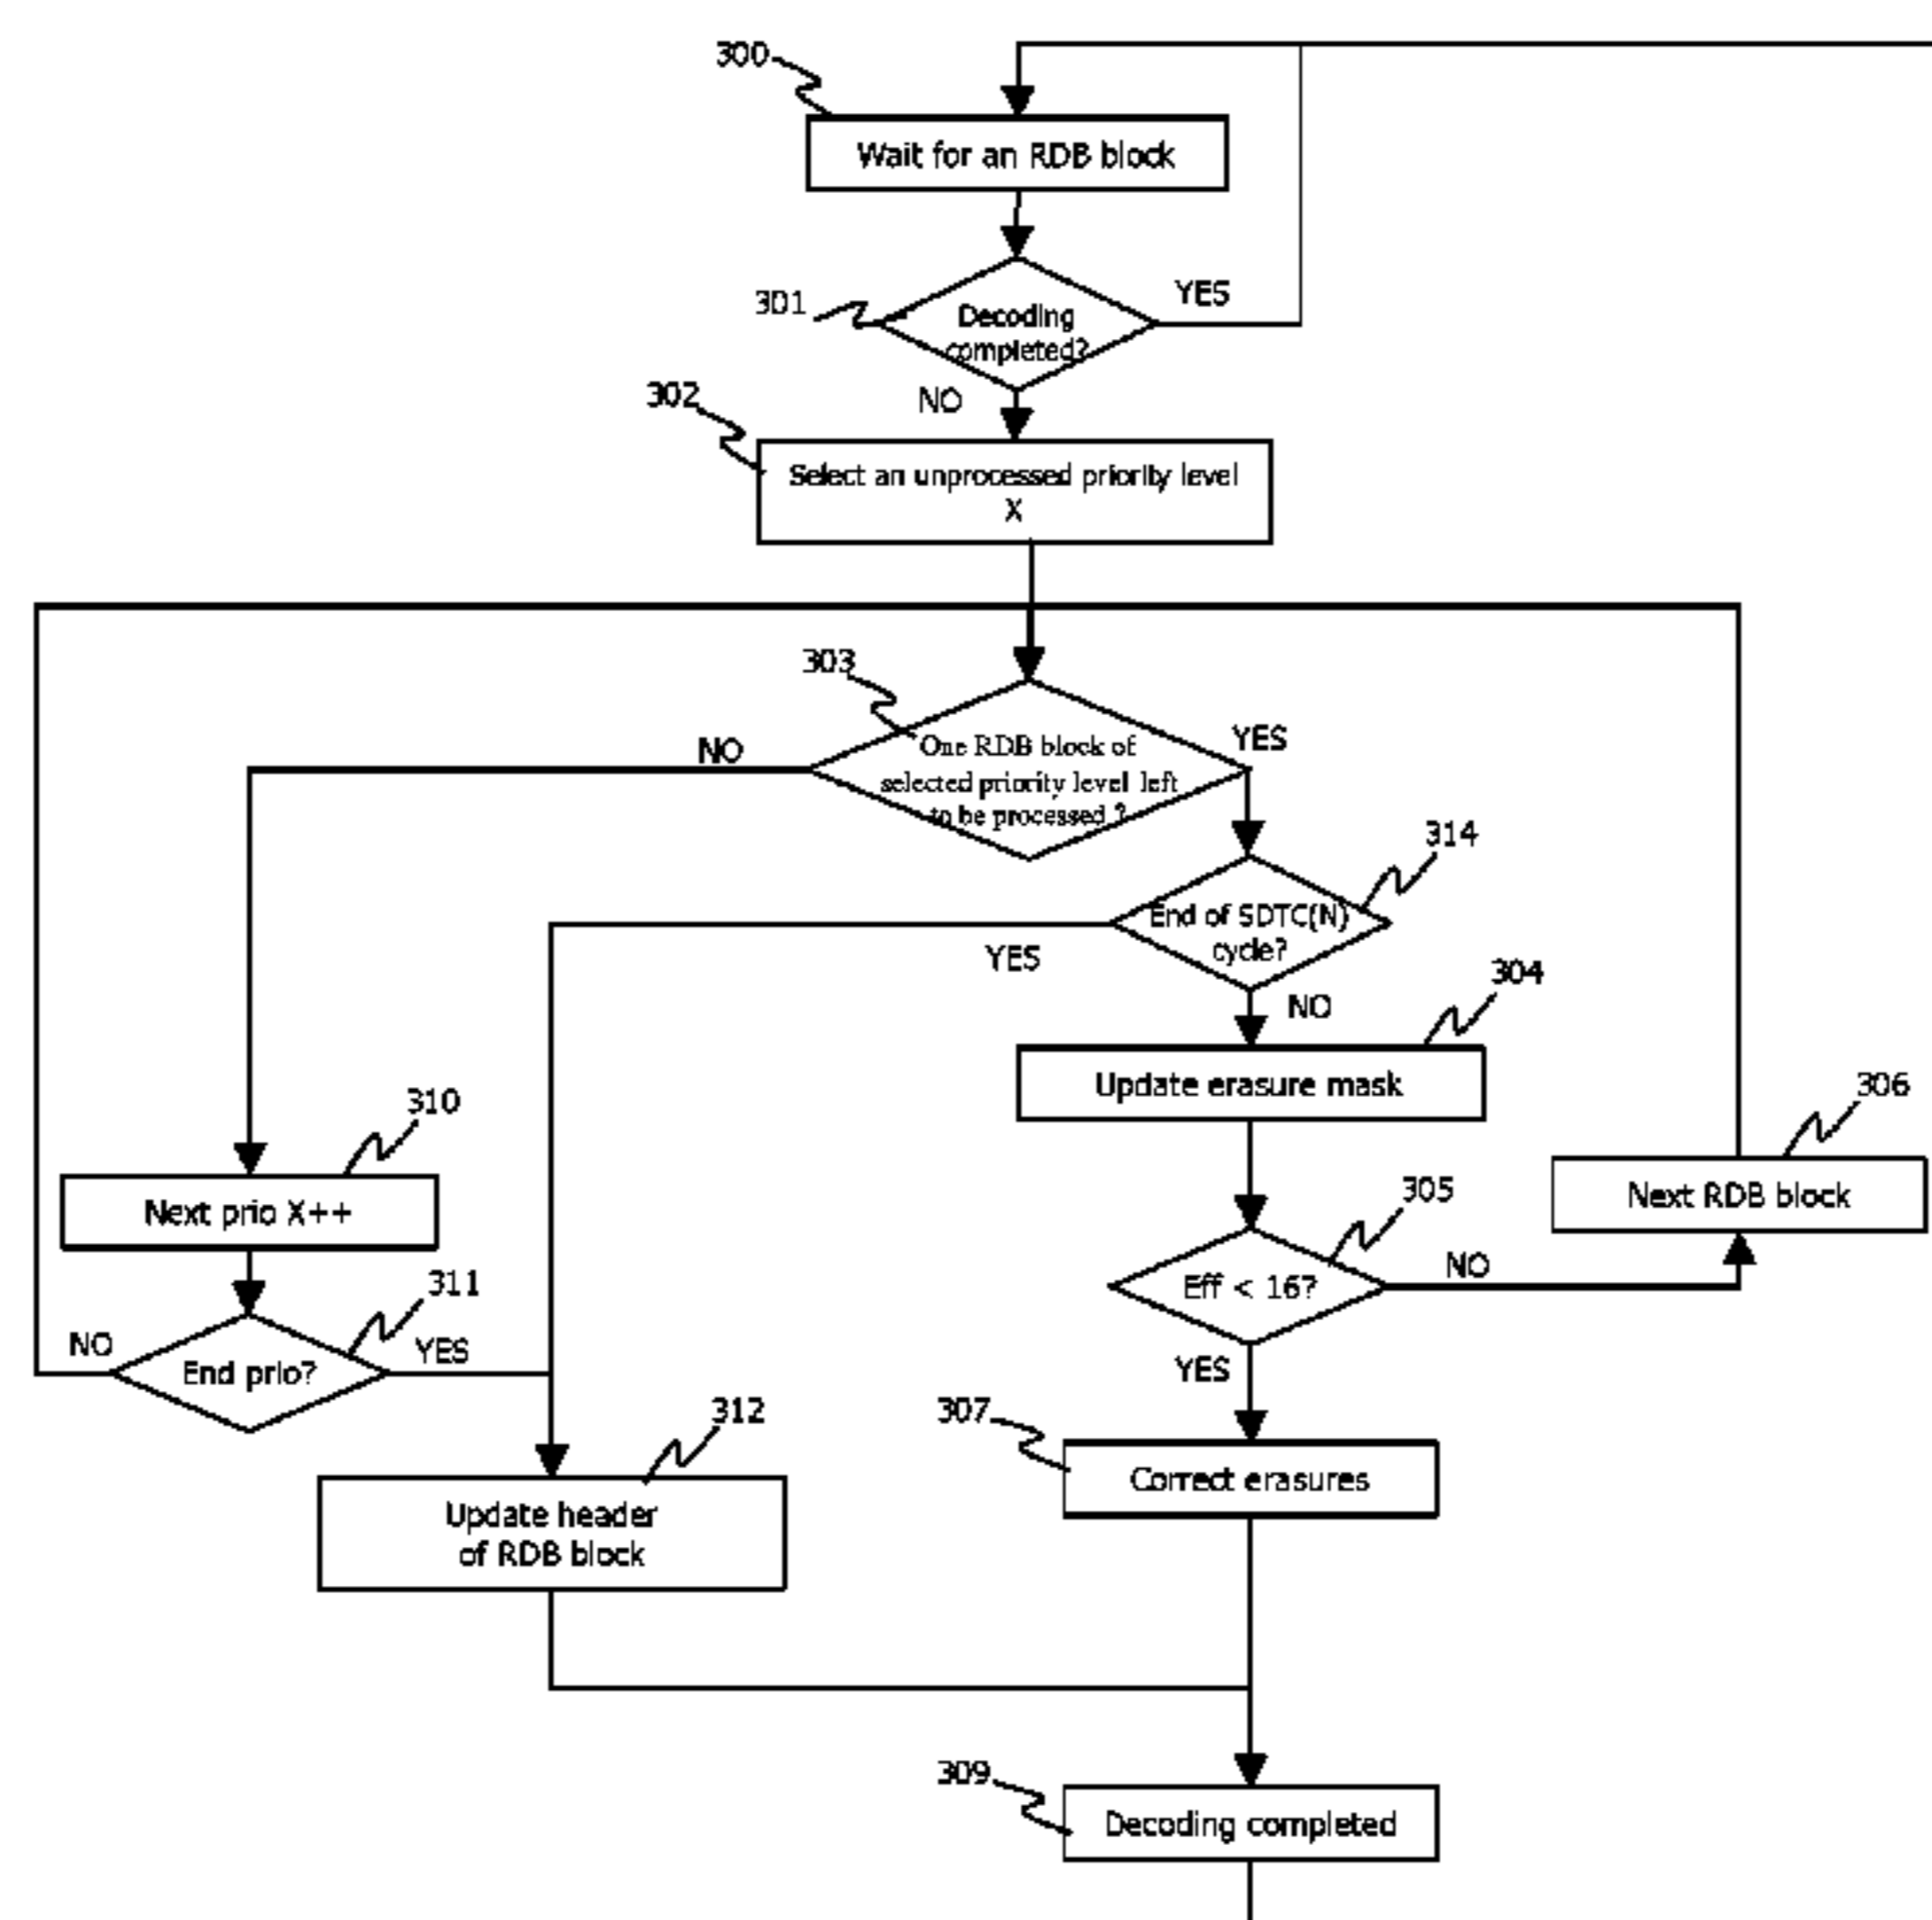 300
Wait for an RDB block
301
Decoding
completed?
YES
NO
302
Select an unprocessed priority level
X
303
One RDB block of
selected priority level left
to be processed ?
NO
YES
314
End of SDTC(N)
cycle?
YES
NO
304
Update erasure mask
306
Next RDB block
310
Next prio X++
305
Eff < 16?
NO
YES
311
End prio?
NO
YES
312
Update header
of RDB block
307
Correct erasures
309
Decoding completed